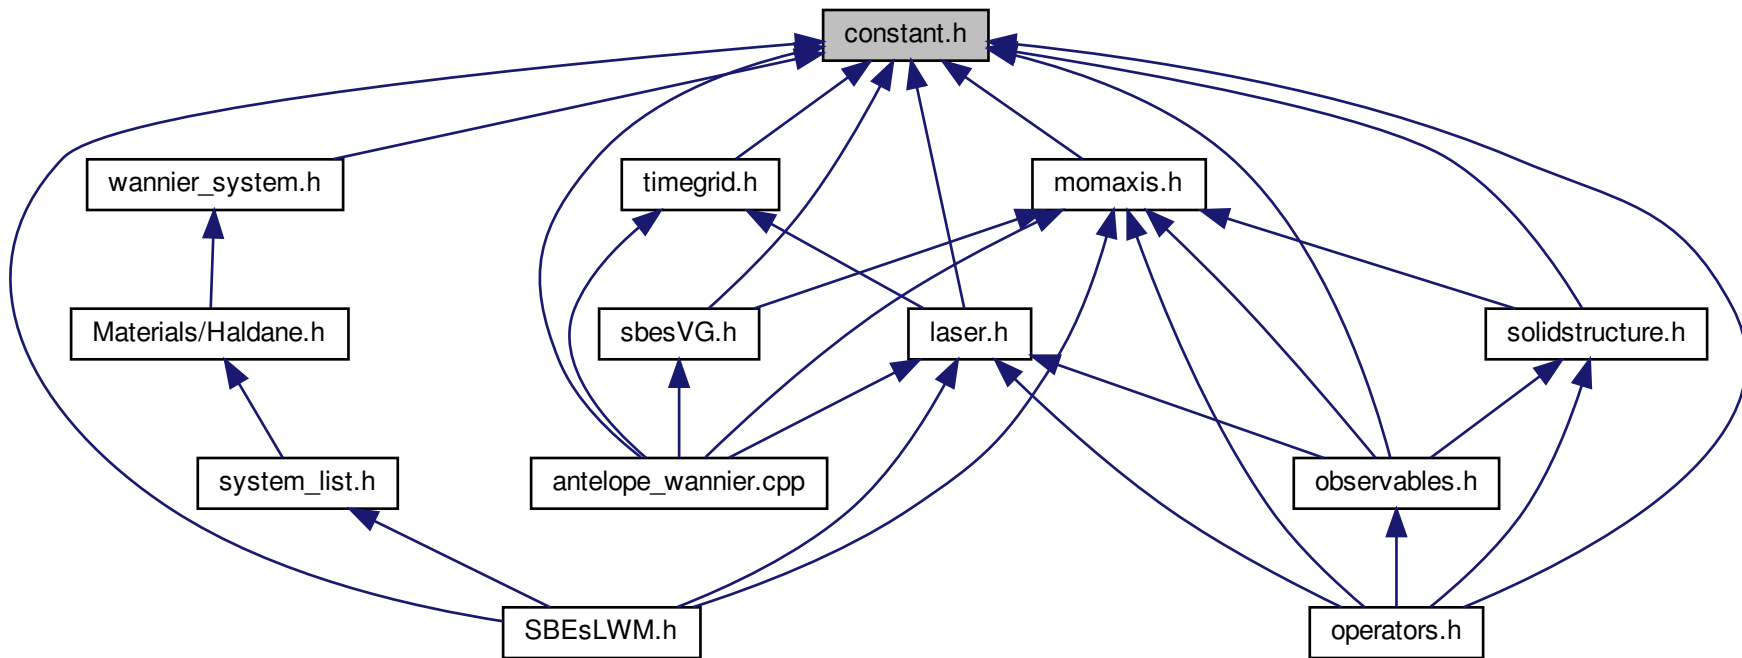 constant.h
wannier_system.h
timegrid.h
momaxis.h
Materials/Haldane.h
sbesVG.h
laser.h
solidstructure.h
system_list.h
antelope_wannier.cpp
observables.h
SBEsLWM.h
operators.h